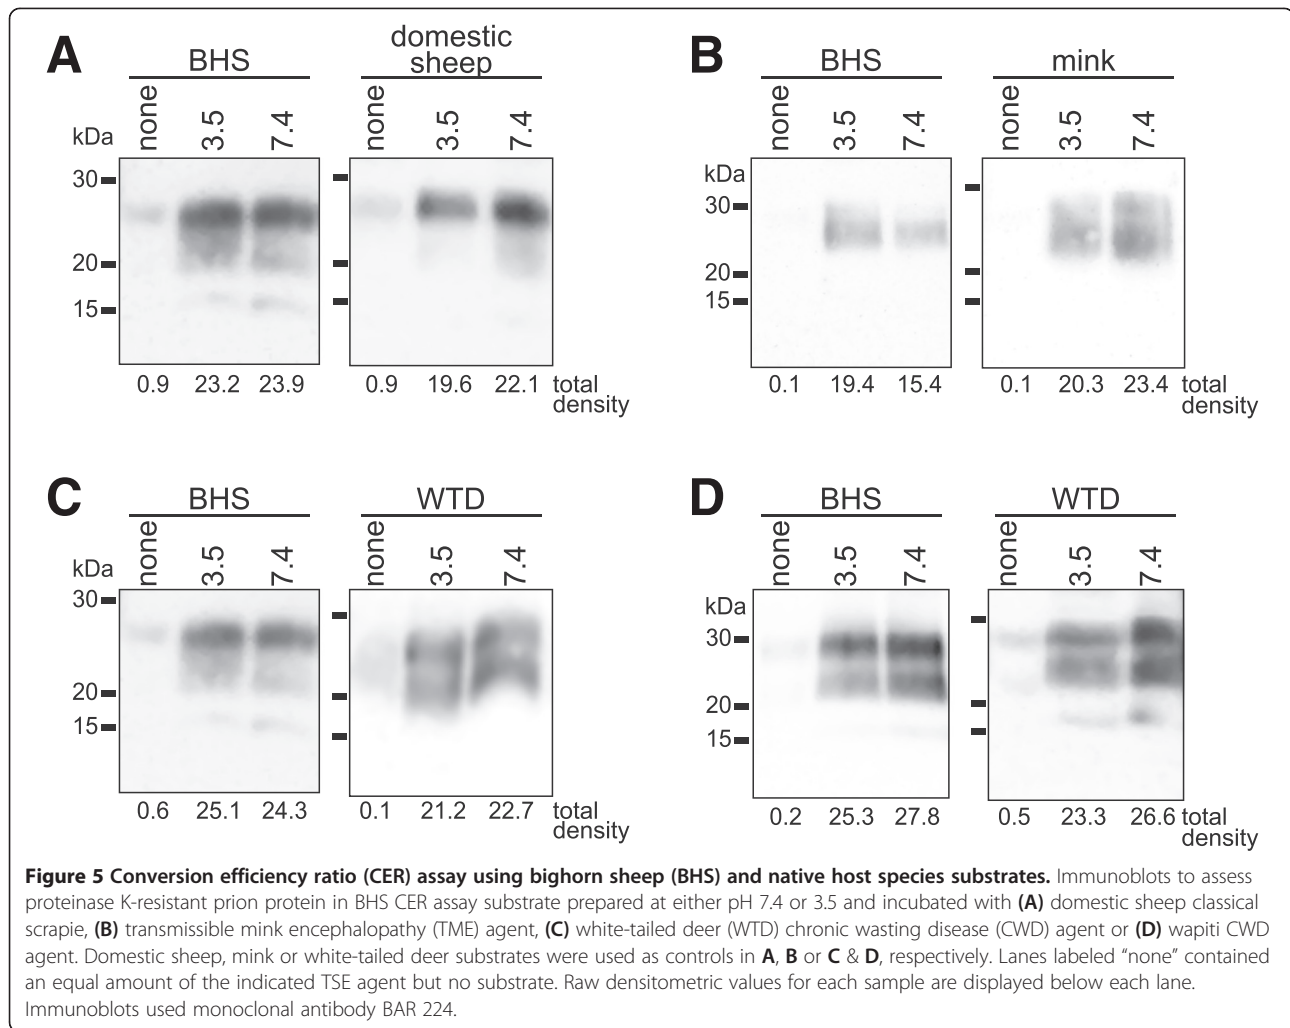 A
BHS
domestic
sheep
none 3.5 7.4
none 3.5 7.4
kDa
30
20
15
0.9 23.2 23.9
0.9 19.6 22.1 total
density
B
BHS
mink
none 3.5 7.4
none 3.5 7.4
kDa
30
20
15
0.1 19.4 15.4
0.1 20.3 23.4 total
density
C
BHS
WTD
none 3.5 7.4
none 3.5 7.4
kDa
30
20
15
0.6 25.1 24.3
0.1 21.2 22.7 total
density
D
BHS
WTD
none 3.5 7.4
none 3.5 7.4
kDa
30
20
15
0.2 25.3 27.8
0.5 23.3 26.6 total
density
Figure 5 Conversion efficiency ratio (CER) assay using bighorn sheep (BHS) and native host species substrates. Immunoblots to assess
proteinase K-resistant prion protein in BHS CER assay substrate prepared at either pH 7.4 or 3.5 and incubated with (A) domestic sheep classical
scrapie, (B) transmissible mink encephalopathy (TME) agent, (C) white-tailed deer (WTD) chronic wasting disease (CWD) agent or (D) wapiti CWD
agent. Domestic sheep, mink or white-tailed deer substrates were used as controls in A, B or C & D, respectively. Lanes labeled “none” contained
an equal amount of the indicated TSE agent but no substrate. Raw densitometric values for each sample are displayed below each lane.
Immunoblots used monoclonal antibody BAR 224.